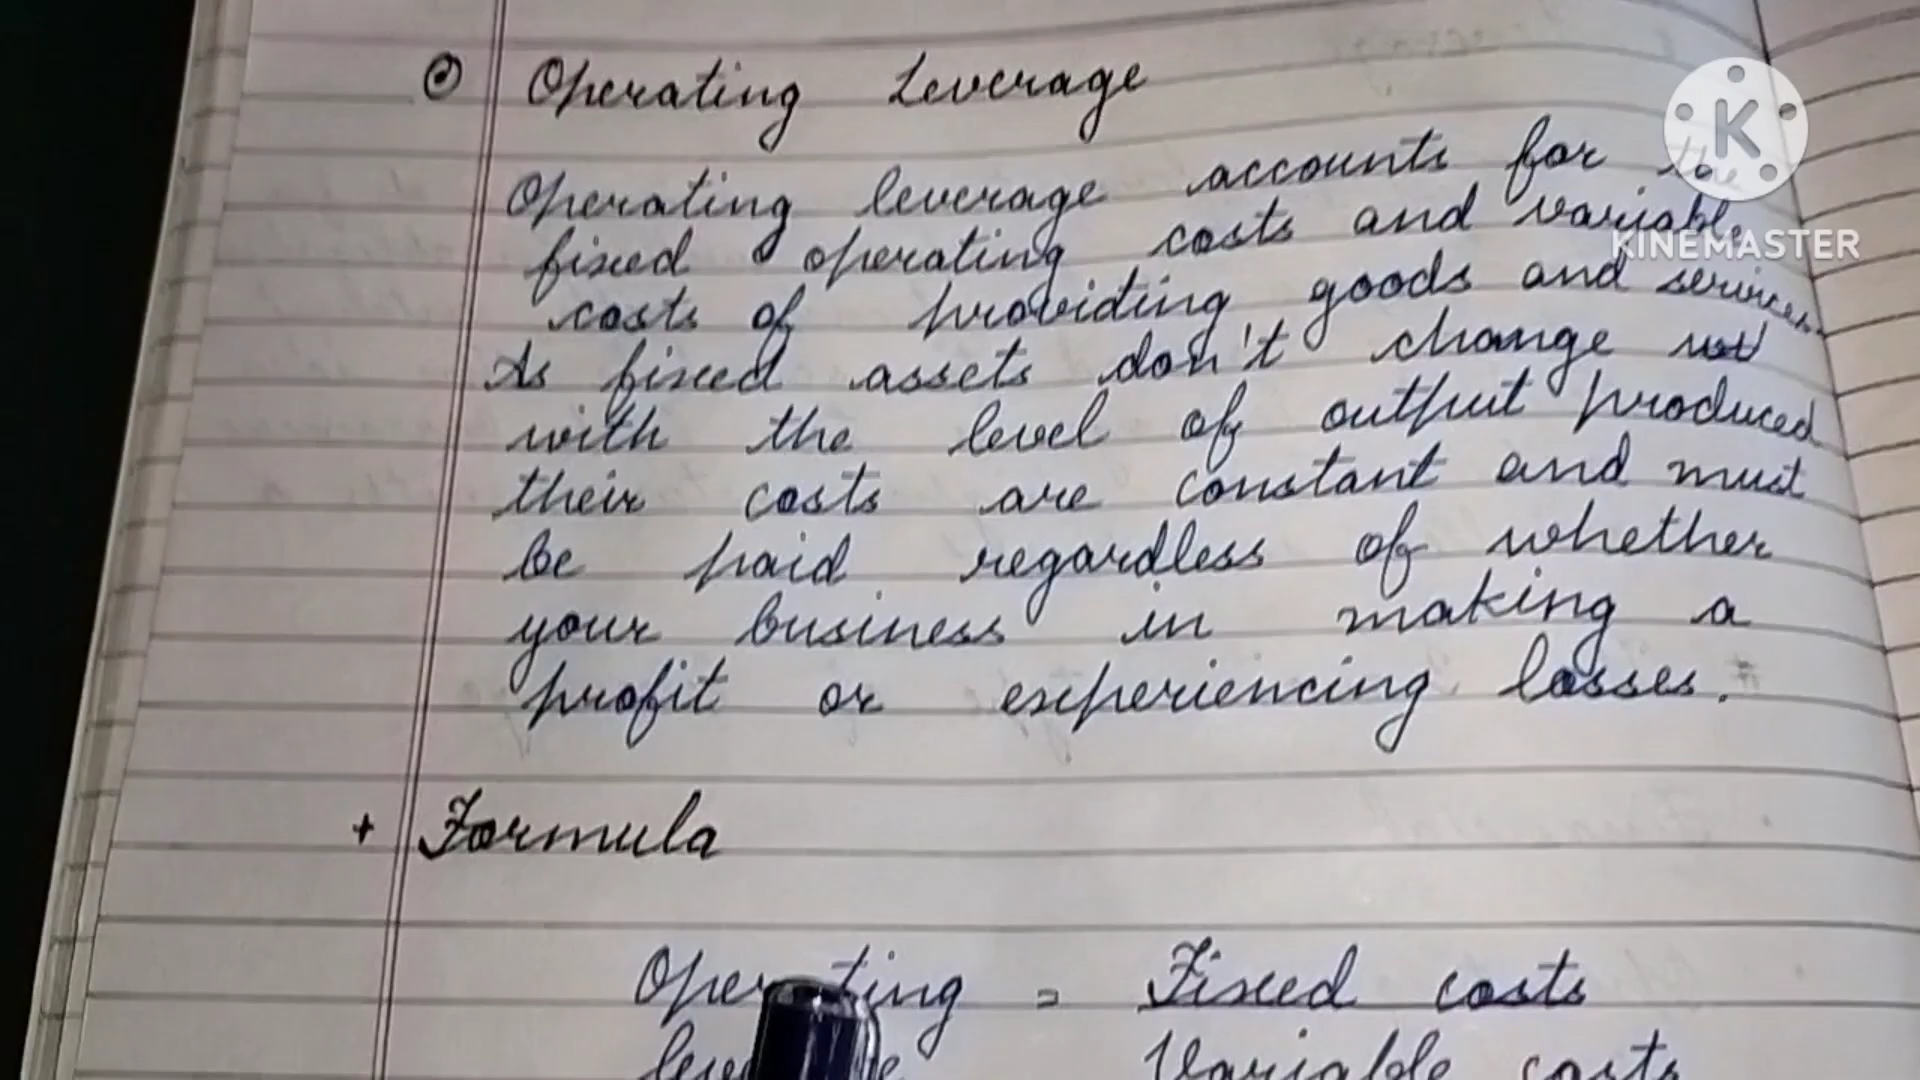 ② Operating Leverage
Operating leverage accounts for the
fixed operating costs and variable
costs of providing goods and services.
As fixed assets don't change
with the level of output produced
their costs are constant and must
be paid regardless of whether
your business in making a
profit or experiencing losses.
+ Formula
Operating = Fixed costs
leverage Variable costs
K
KINEMASTER